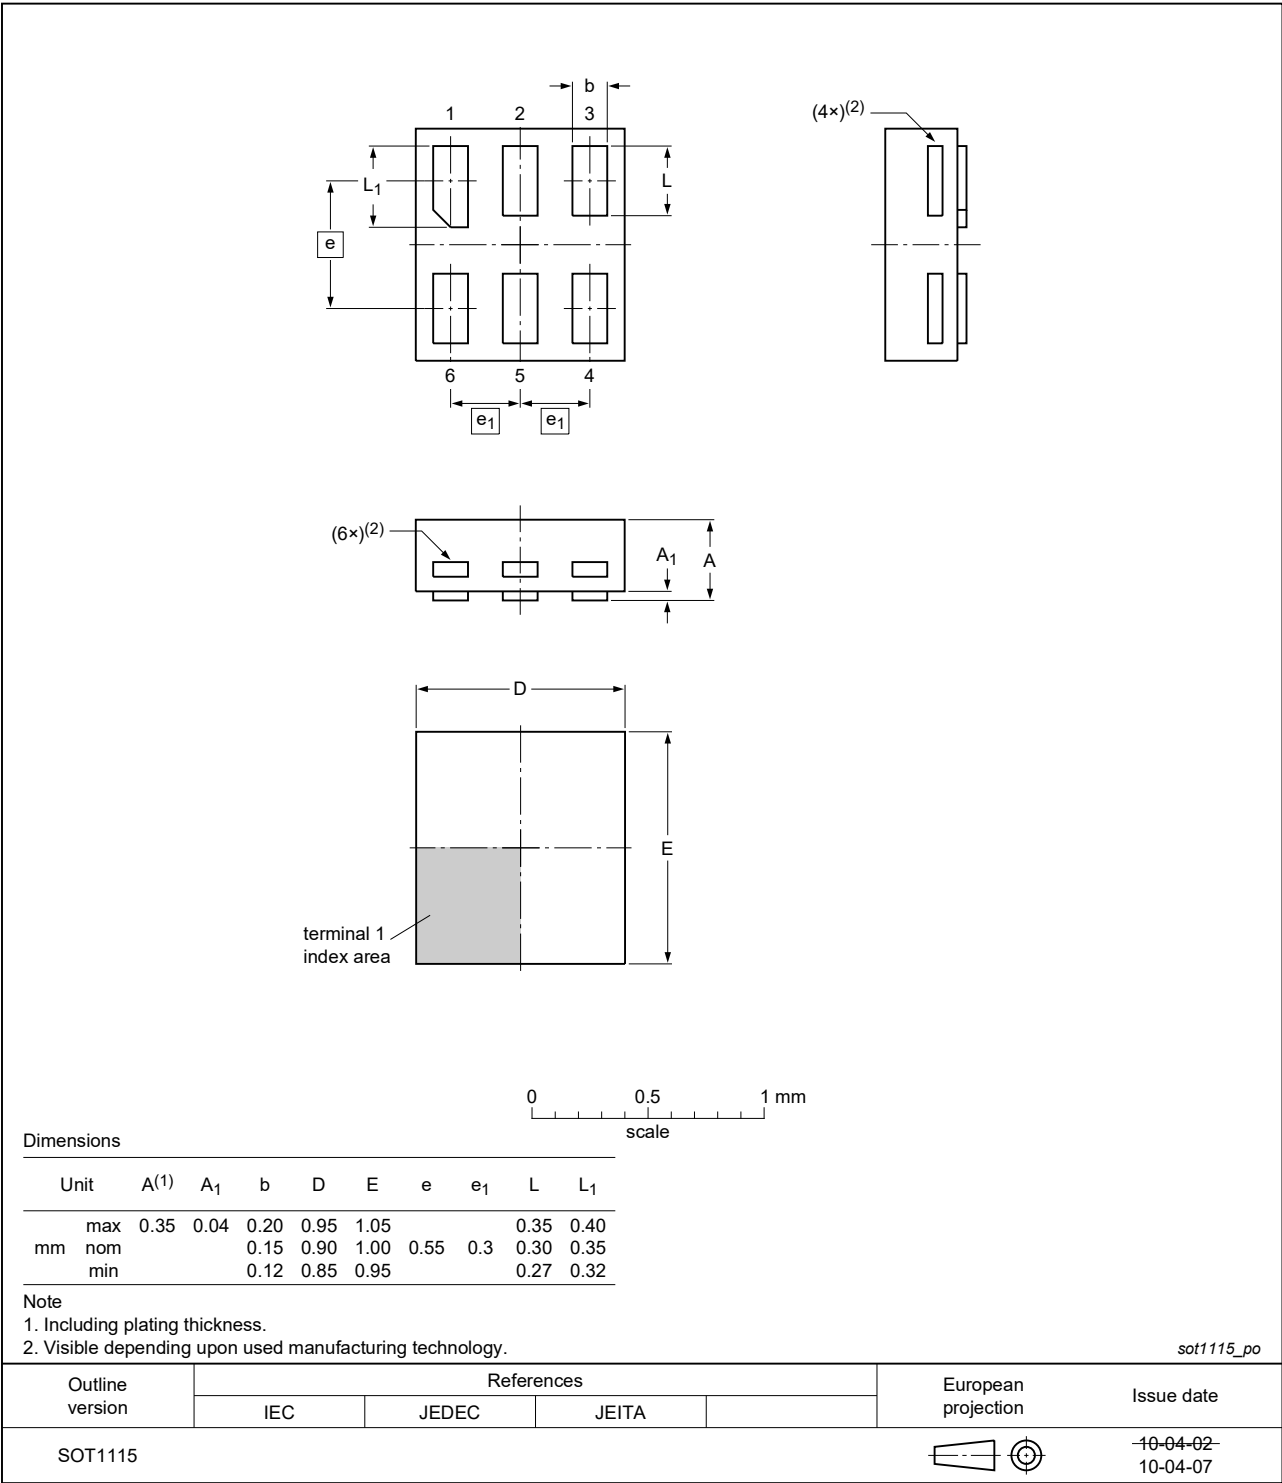 b
1 2 3
(4×)(2)
L1
L
e
6 5 4
e1 e1
(6×)(2)
A1 A
D
E
terminal 1
index area
0 0.5 1 mm
scale
Dimensions
Unit A(1) A1 b D E e e1 L L1
max 0.35 0.04 0.20 0.95 1.05 0.35 0.40
mm nom 0.15 0.90 1.00 0.55 0.3 0.30 0.35
min 0.12 0.85 0.95 0.27 0.32
Note
1. Including plating thickness.
2. Visible depending upon used manufacturing technology.
sot1115_po
Outline version
References
IEC JEDEC JEITA
European projection
Issue date
SOT1115
10-04-02
10-04-07